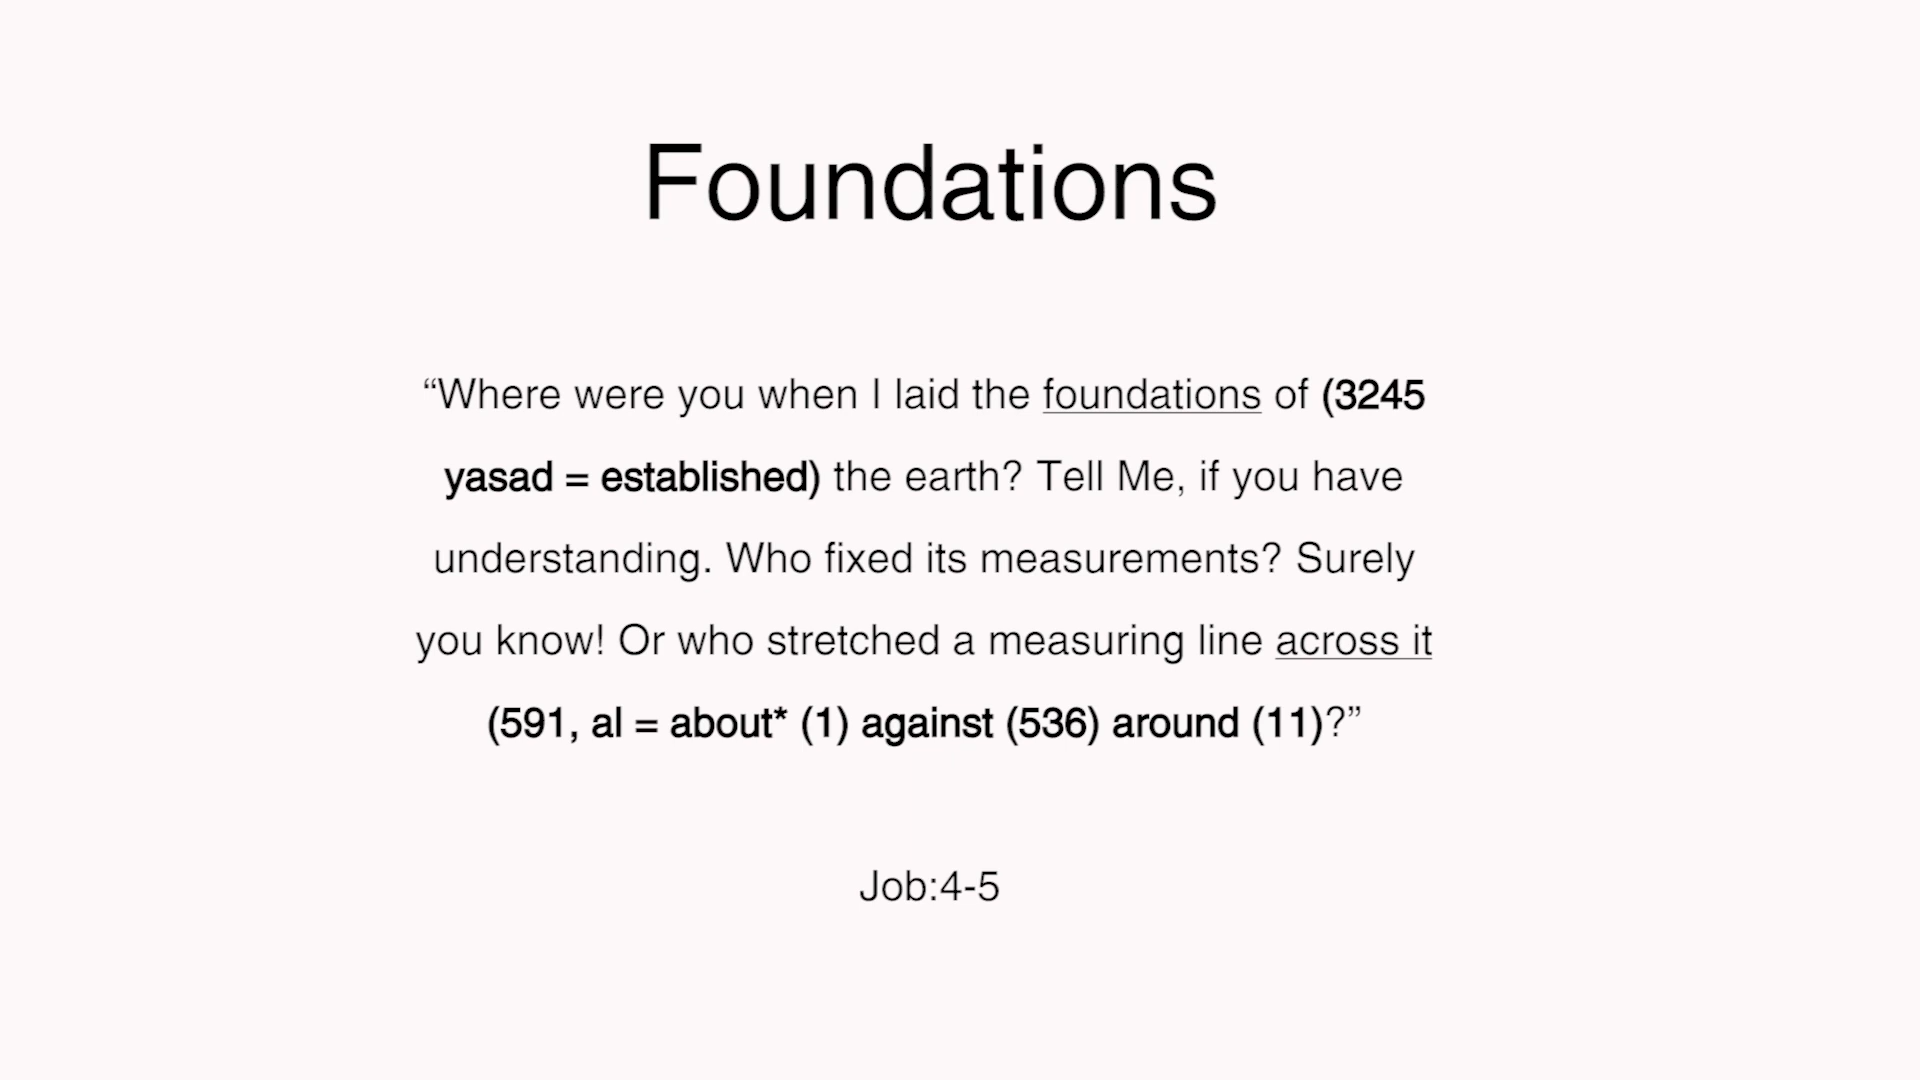 Foundations
“Where were you when I laid the foundations of (3245
yasad = established) the earth? Tell Me, if you have
understanding. Who fixed its measurements? Surely
you know! Or who stretched a measuring line across it
(591, al = about* (1) against (536) around (11)?”
Job:4-5